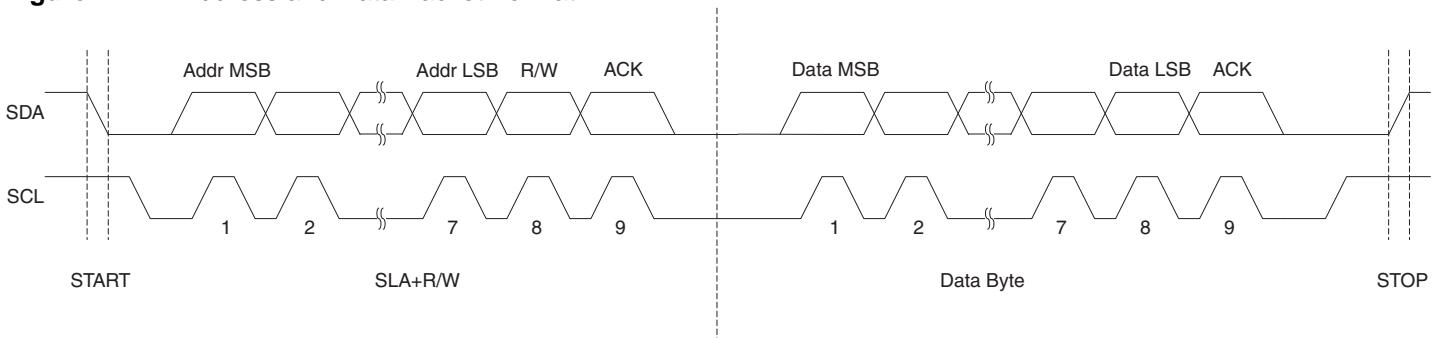 Addr MSB Addr LSB R/W ACK Data MSB Data LSB ACK
SDA
SCL
1 2 7 8 9 1 2 7 8 9
START SLA+R/W Data Byte STOP